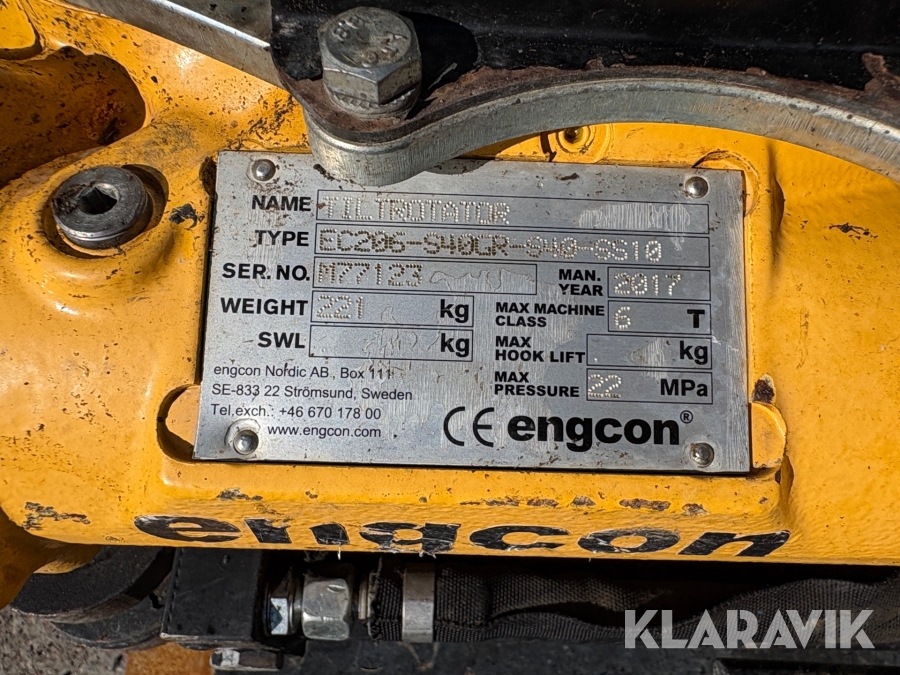 NAME TILTROTATOR
TYPE EC206-S40GR-S40-SS10
SER.NO. M77123 MAN. YEAR 2017
WEIGHT 221 kg MAX MACHINE CLASS 6 T
SWL kg MAX HOOK LIFT kg
MAX PRESSURE 22 MPa
engcon Nordic AB, Box 111
SE-833 22 Strömsund, Sweden
Tel.exch.: +46 670 178 00
www.engcon.com
CE engcon®
engcon
KLARAVIK